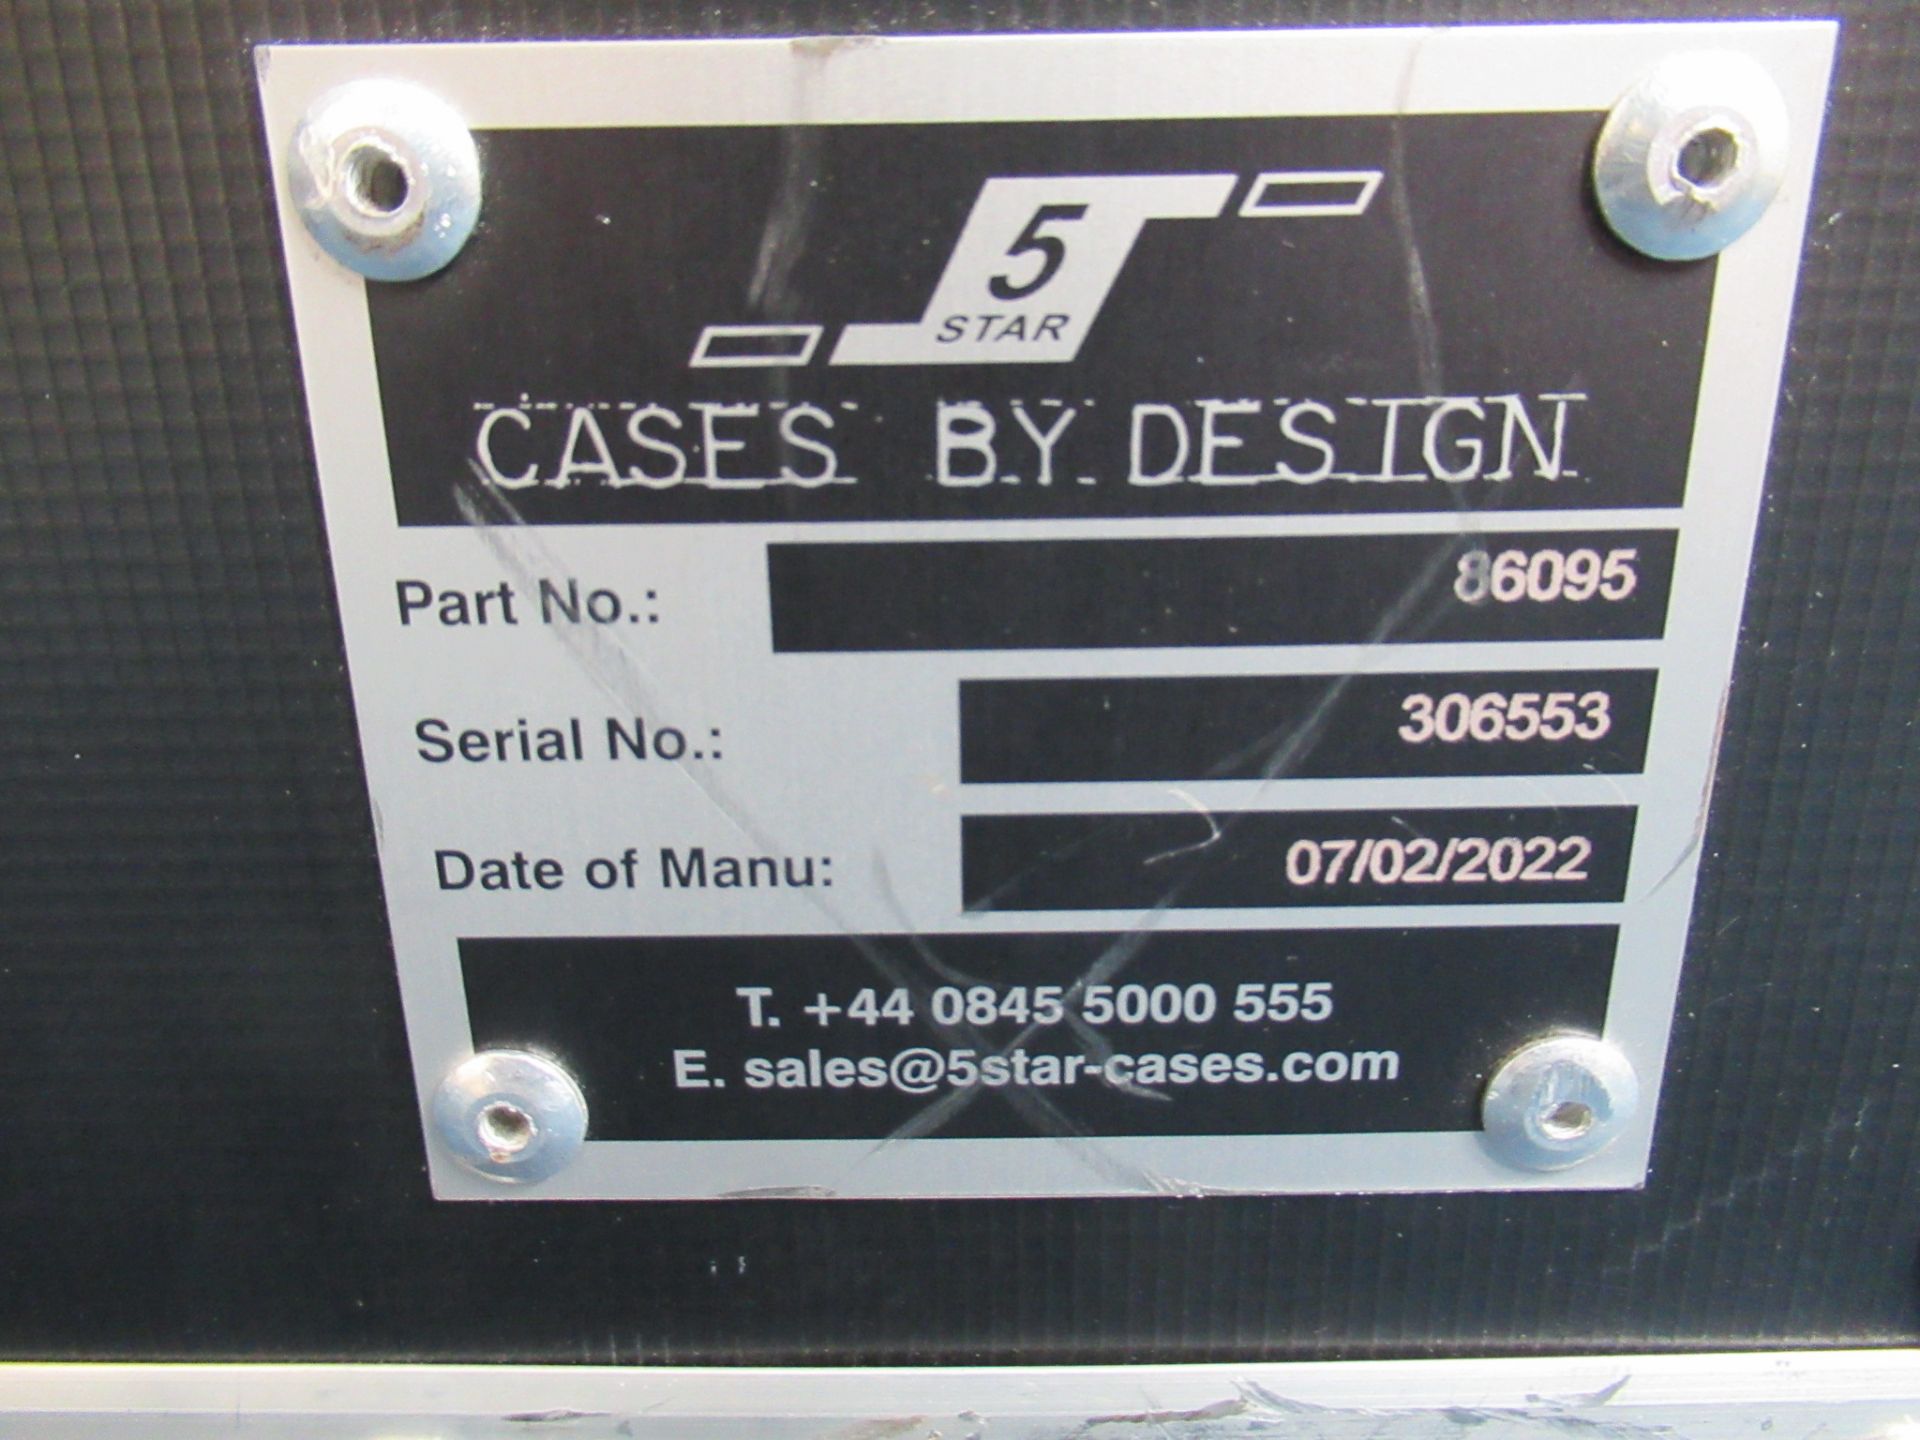 5
STAR
CASES BY DESIGN
Part No.: 86095
Serial No.: 306553
Date of Manu: 07/02/2022
T. +44 0845 5000 555
E. sales@5star-cases.com